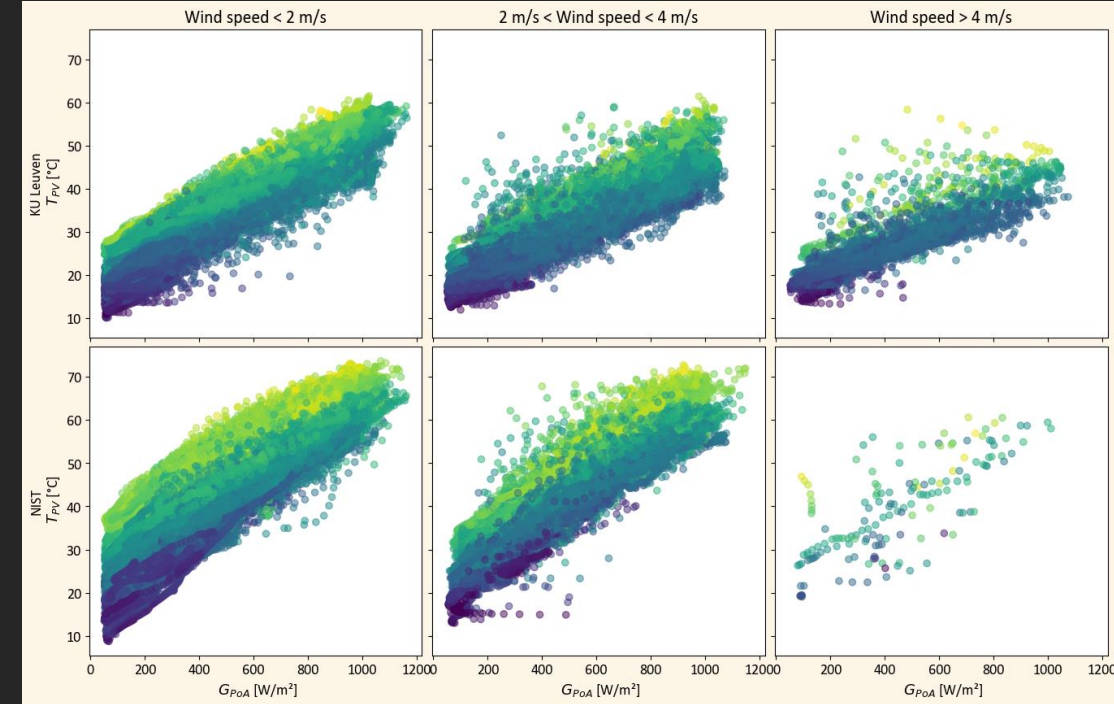 Wind speed < 2 m/s
2 m/s < Wind speed < 4 m/s
Wind speed > 4 m/s
KU Leuven
T_PV [°C]
70
60
50
40
30
20
10
NIST
T_PV [°C]
70
60
50
40
30
20
10
0 200 400 600 800 1000 1200
0 200 400 600 800 1000 1200
0 200 400 600 800 1000 1200
G_PoA [W/m²]
G_PoA [W/m²]
G_PoA [W/m²]